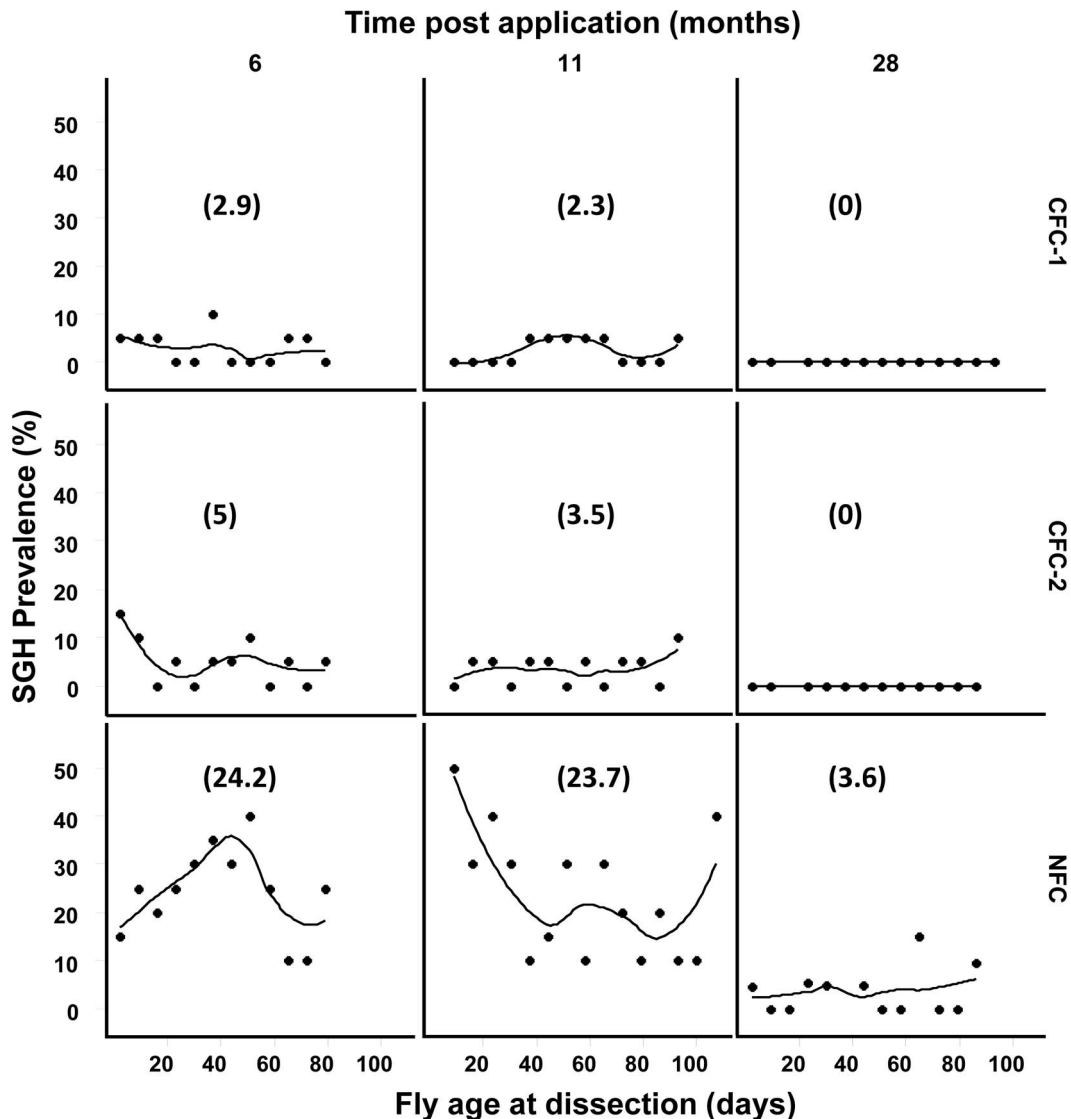 Time post application (months)
6 11 28
50
40
30
20
10
0
(2.9) (2.3) (0)
CFC-1
50
40
30
20
10
0
(5) (3.5) (0)
CFC-2
50
40
30
20
10
0
(24.2) (23.7) (3.6)
NFC
SGH Prevalence (%)
20 40 60 80 100 20 40 60 80 100 20 40 60 80 100
Fly age at dissection (days)